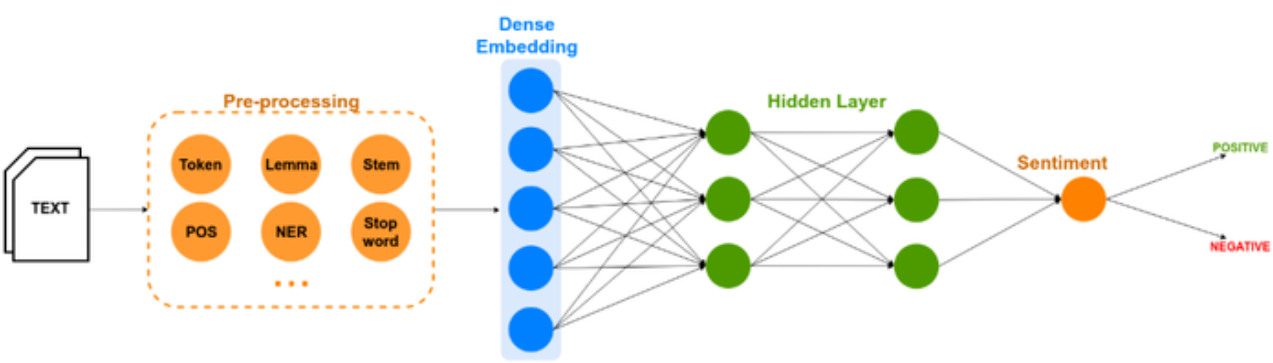 Dense
Embedding
Pre-processing
Hidden Layer
Token
Lemma
Stem
POSITIVE
Sentiment
TEXT
POS
NER
Stop
word
NEGATIVE
...